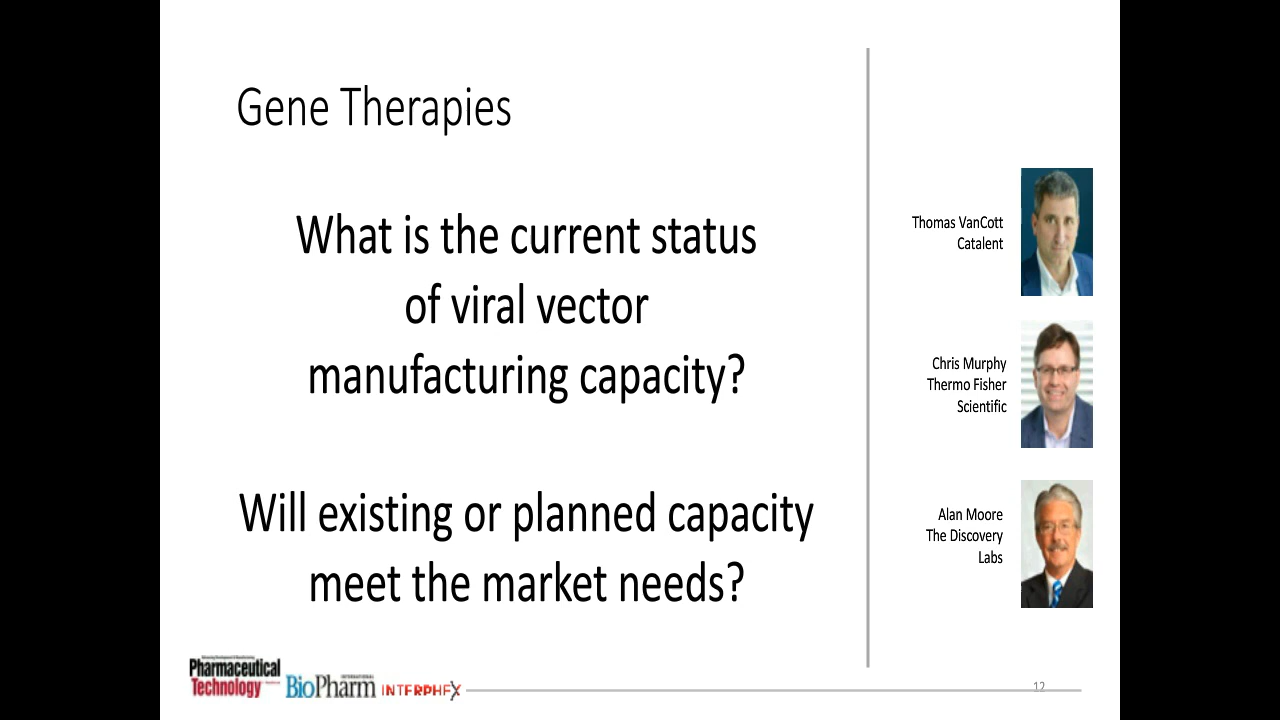 Gene Therapies
What is the current status
of viral vector
manufacturing capacity?
Will existing or planned capacity
meet the market needs?
Thomas VanCott
Catalent
Chris Murphy
Thermo Fisher
Scientific
Alan Moore
The Discovery
Labs
Pharmaceutical
Technology
INTERNATIONAL
BioPharm
INTERPHEX
12